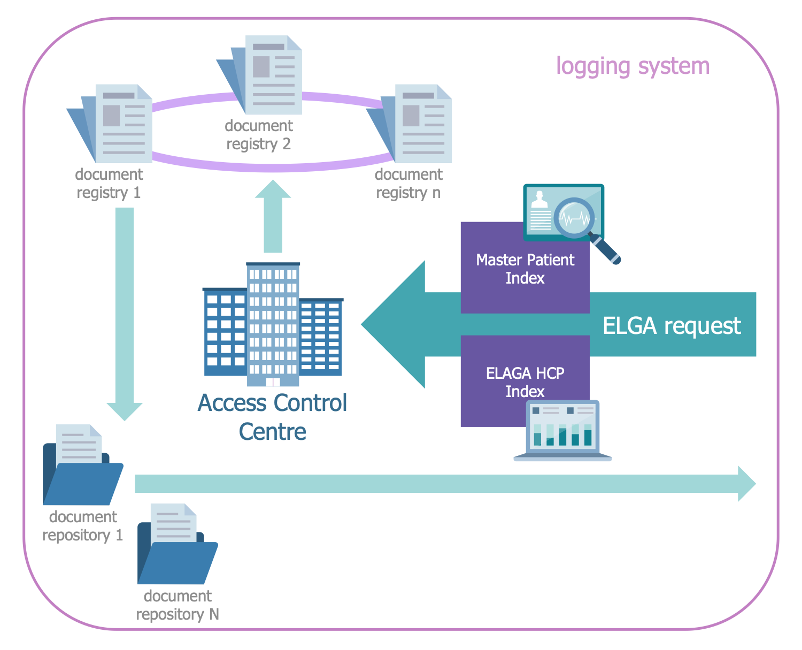 logging system
document
registry 2
document
registry 1
document
registry n
Master Patient
Index
ELGA request
ELAGA HCP
Index
Access Control
Centre
document
repository 1
document
repository N